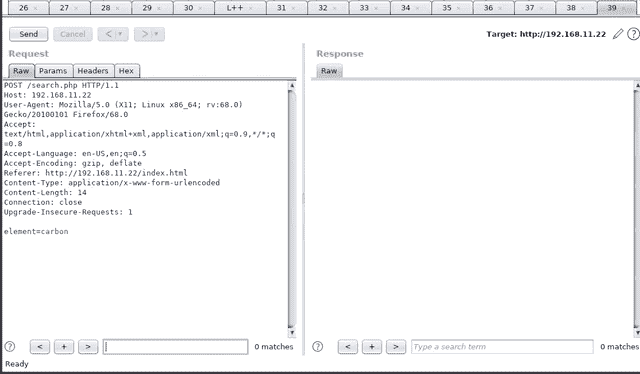 26 27 28 29 30 L++ 31 32 33 34 35 36 37 38 39
Send Cancel < > Target: http://192.168.11.22
Request
Raw Params Headers Hex
POST /search.php HTTP/1.1
Host: 192.168.11.22
User-Agent: Mozilla/5.0 (X11; Linux x86_64; rv:68.0)
Gecko/20100101 Firefox/68.0
Accept:
text/html,application/xhtml+xml,application/xml;q=0.9,*/*;q
=0.8
Accept-Language: en-US,en;q=0.5
Accept-Encoding: gzip, deflate
Referer: http://192.168.11.22/index.html
Content-Type: application/x-www-form-urlencoded
Content-Length: 14
Connection: close
Upgrade-Insecure-Requests: 1
element=carbon
? < + > 0 matches
Response
Raw
? < + > Type a search term 0 matches
Ready